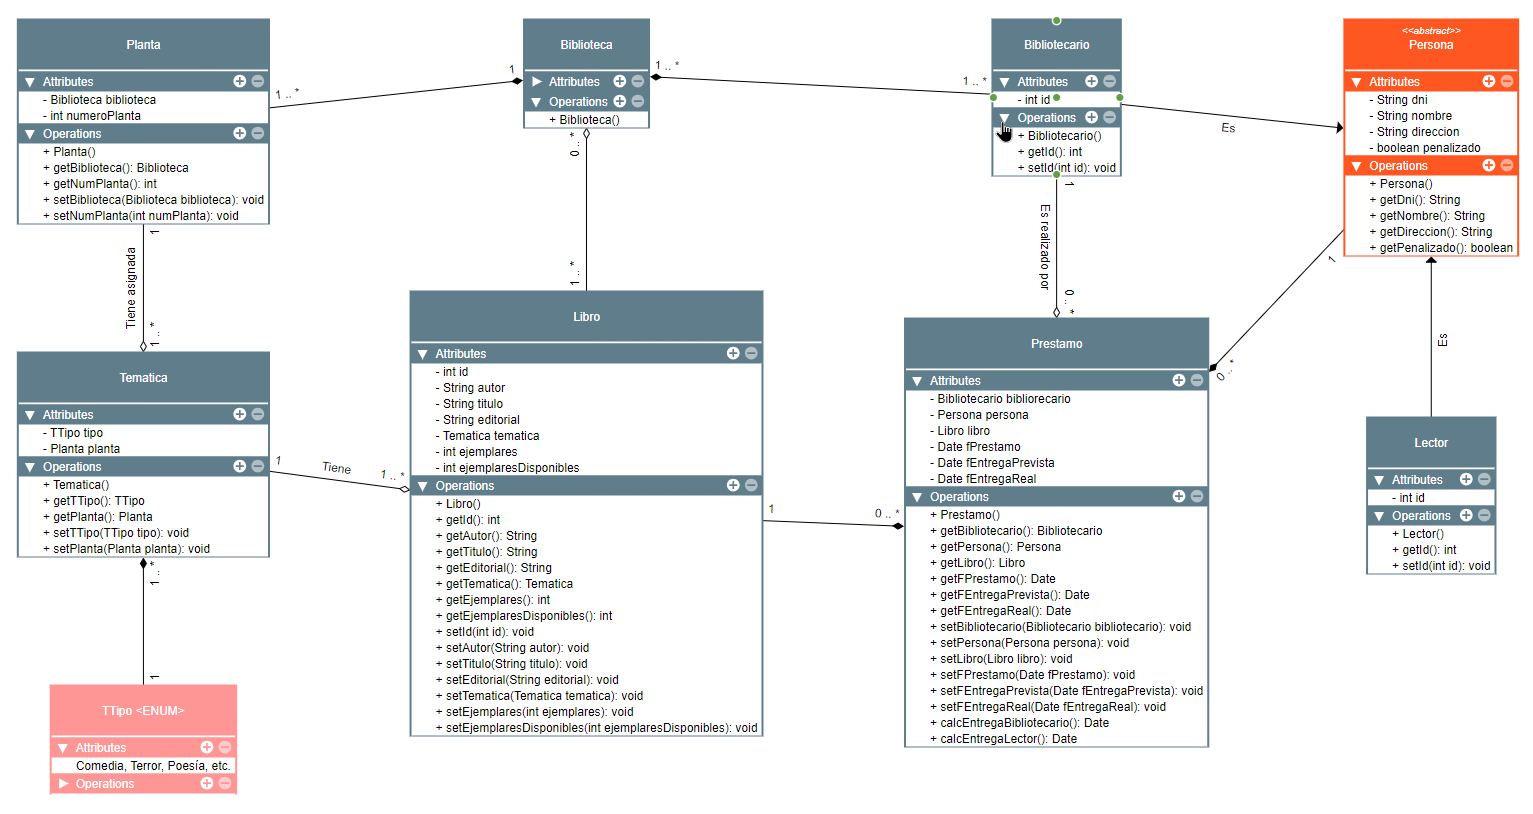 Planta
Attributes
- Biblioteca biblioteca
- int numeroPlanta
Operations
+ Planta()
+ getBiblioteca(): Biblioteca
+ getNumPlanta(): int
+ setBiblioteca(Biblioteca biblioteca): void
+ setNumPlanta(int numPlanta): void
1 .. *
1
Biblioteca
Attributes
Operations
+ Biblioteca()
1 .. *
1 .. *
Bibliotecario
Attributes
- int id
Operations
+ Bibliotecario()
+ getId(): int
+ setId(int id): void
Es
<<abstract>>
Persona
Attributes
- String dni
- String nombre
- String direccion
- boolean penalizado
Operations
+ Persona()
+ getDni(): String
+ getNombre(): String
+ getDireccion(): String
+ getPenalizado(): boolean
1
Tiene asignada
1 .. *
0 .. *
1 .. *
1
Es realizado por
0 .. *
1
0 .. *
Es
Tematica
Attributes
- TTipo tipo
- Planta planta
Operations
+ Tematica()
+ getTTipo(): TTipo
+ getPlanta(): Planta
+ setTTipo(TTipo tipo): void
+ setPlanta(Planta planta): void
1
Tiene
1 .. *
1 .. *
1
TTipo <ENUM>
Attributes
Comedia, Terror, Poesía, etc.
Operations
Libro
Attributes
- int id
- String autor
- String titulo
- String editorial
- Tematica tematica
- int ejemplares
- int ejemplaresDisponibles
Operations
+ Libro()
+ getId(): int
+ getAutor(): String
+ getTitulo(): String
+ getEditorial(): String
+ getTematica(): Tematica
+ getEjemplares(): int
+ getEjemplaresDisponibles(): int
+ setId(int id): void
+ setAutor(String autor): void
+ setTitulo(String titulo): void
+ setEditorial(String editorial): void
+ setTematica(Tematica tematica): void
+ setEjemplares(int ejemplares): void
+ setEjemplaresDisponibles(int ejemplaresDisponibles): void
1
0 .. *
Prestamo
Attributes
- Bibliotecario bibliorecario
- Persona persona
- Libro libro
- Date fPrestamo
- Date fEntregaPrevista
- Date fEntregaReal
Operations
+ Prestamo()
+ getBibliotecario(): Bibliotecario
+ getPersona(): Persona
+ getLibro(): Libro
+ getFPrestamo(): Date
+ getFEntregaPrevista(): Date
+ getFEntregaReal(): Date
+ setBibliotecario(Bibliotecario bibliotecario): void
+ setPersona(Persona persona): void
+ setLibro(Libro libro): void
+ setFPrestamo(Date fPrestamo): void
+ setFEntregaPrevista(Date fEntregaPrevista): void
+ setFEntregaReal(Date fEntregaReal): void
+ calcEntregaBibliotecario(): Date
+ calcEntregaLector(): Date
Lector
Attributes
- int id
Operations
+ Lector()
+ getId(): int
+ setId(int id): void